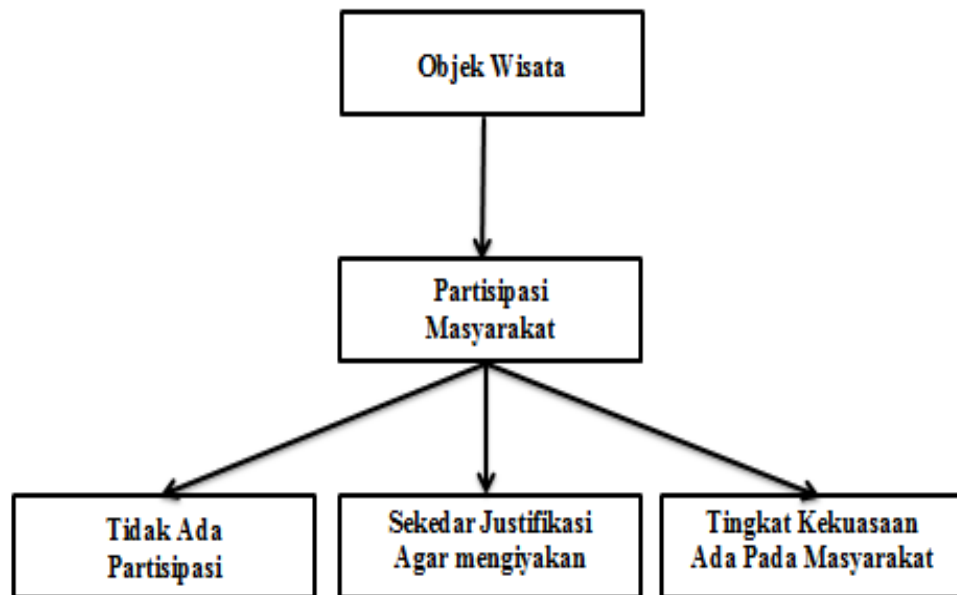 Objek Wisata
Partisipasi
Masyarakat
Tidak Ada
Partisipasi
Sekedar Justifikasi
Agar mengiyakan
Tingkat Kekuasaan
Ada Pada Masyarakat